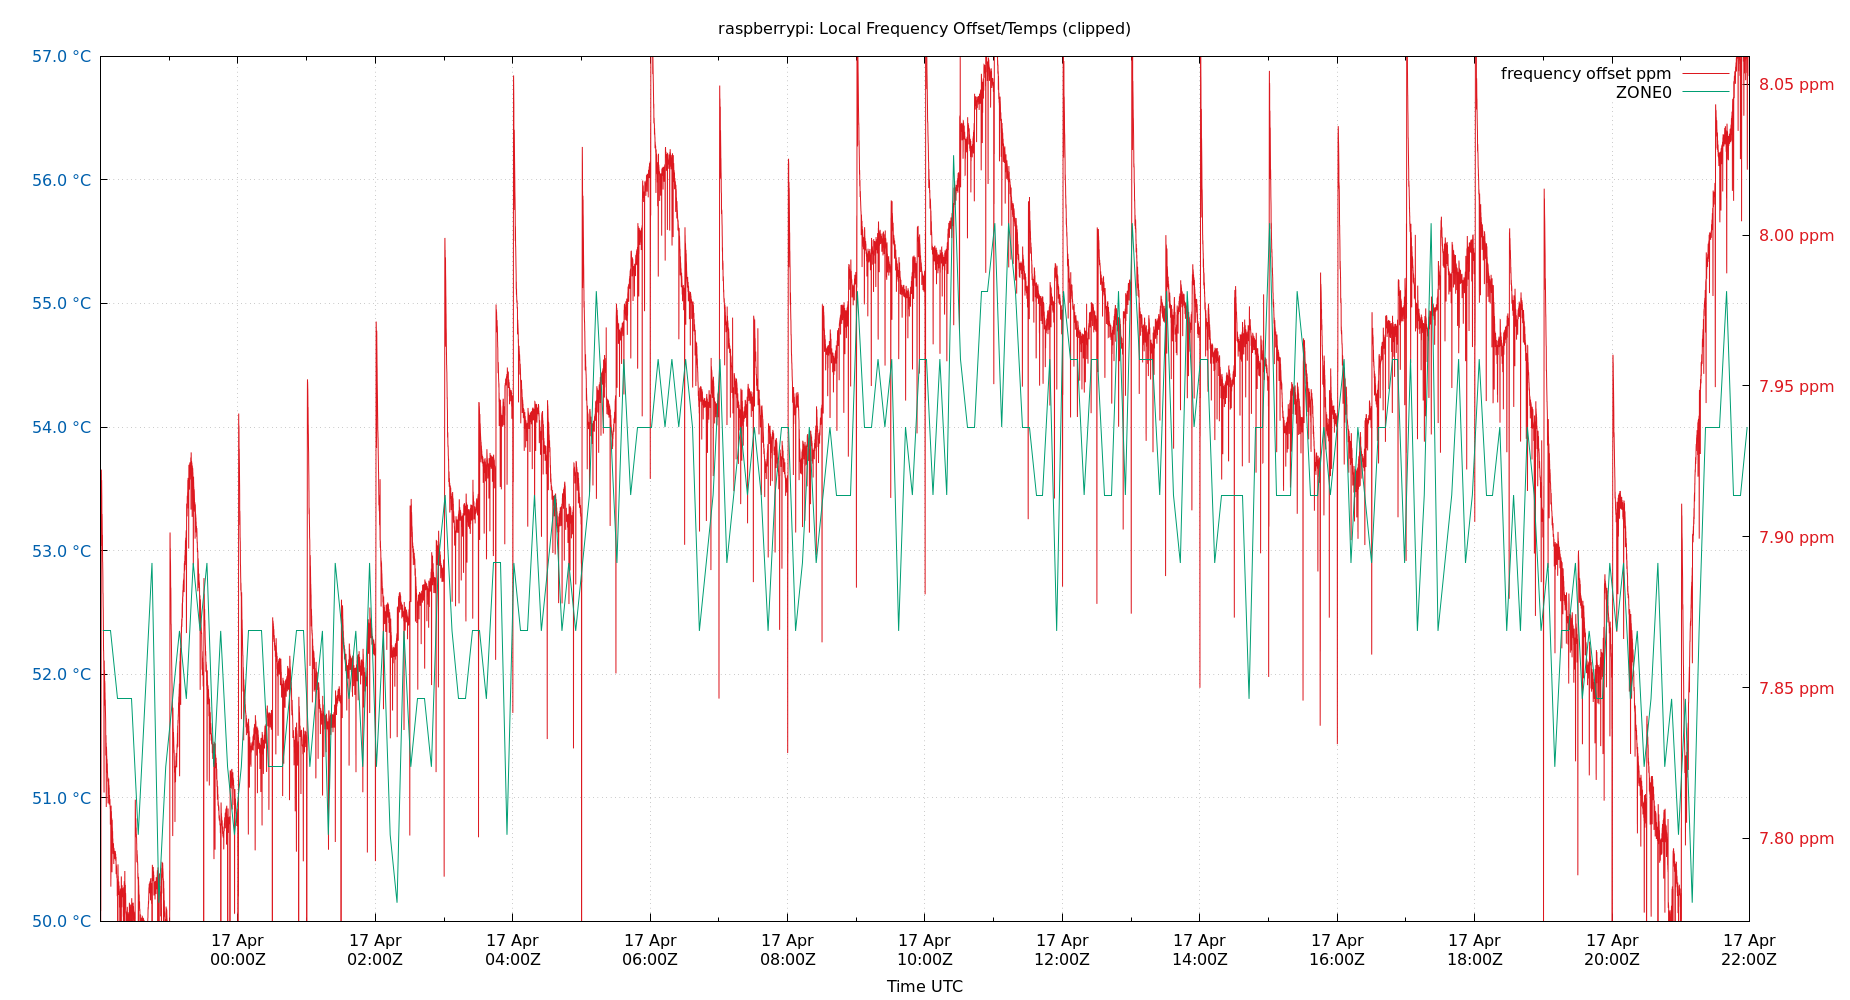 raspberrypi: Local Frequency Offset/Temps (clipped)
frequency offset ppm
ZONE0
57.0 °C
56.0 °C
55.0 °C
54.0 °C
53.0 °C
52.0 °C
51.0 °C
50.0 °C
8.05 ppm
8.00 ppm
7.95 ppm
7.90 ppm
7.85 ppm
7.80 ppm
17 Apr
00:00Z
17 Apr
02:00Z
17 Apr
04:00Z
17 Apr
06:00Z
17 Apr
08:00Z
17 Apr
10:00Z
17 Apr
12:00Z
17 Apr
14:00Z
17 Apr
16:00Z
17 Apr
18:00Z
17 Apr
20:00Z
17 Apr
22:00Z
Time UTC